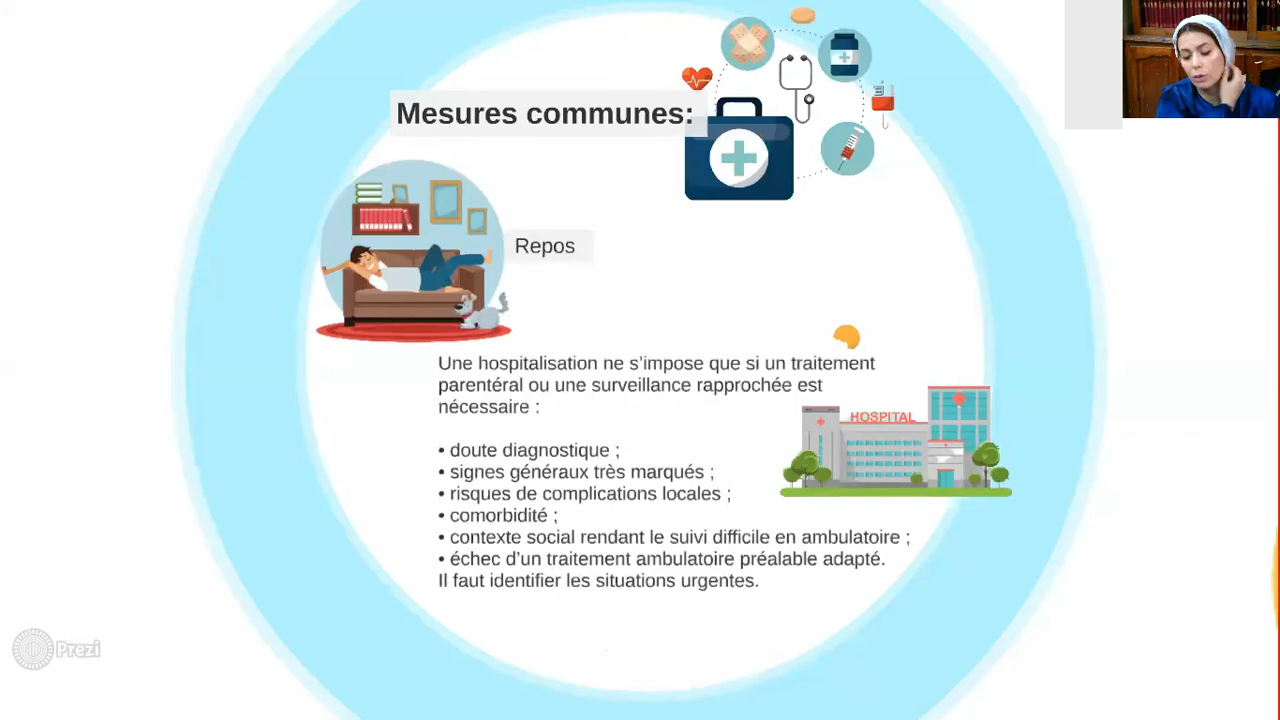 Mesures communes:
Repos
Une hospitalisation ne s'impose que si un traitement
parentéral ou une surveillance rapprochée est
nécessaire :
HOSPITAL
• doute diagnostique ;
• signes généraux très marqués ;
• risques de complications locales ;
• comorbidité ;
• contexte social rendant le suivi difficile en ambulatoire ;
• échec d'un traitement ambulatoire préalable adapté.
Il faut identifier les situations urgentes.
Prezi